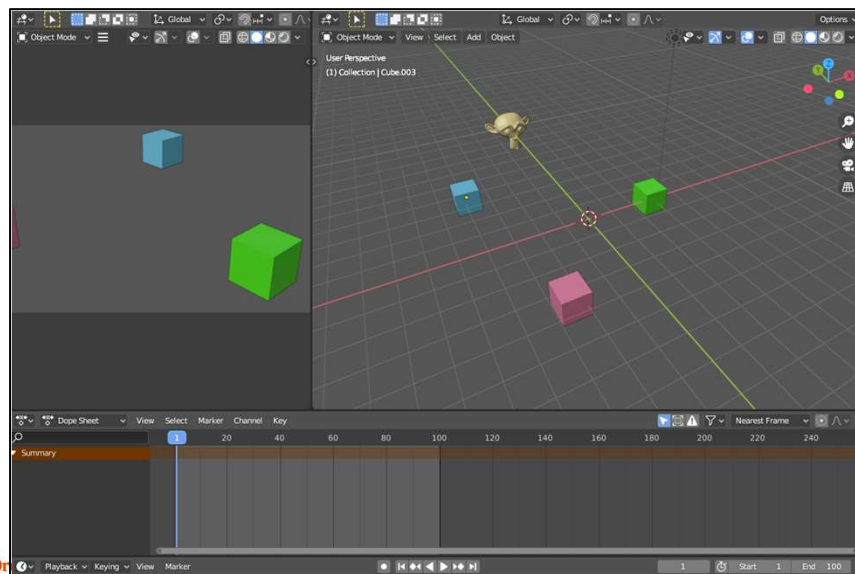 Global
Global
Options
Object Mode
Object Mode View Select Add Object
User Perspective
(1) Collection | Cube.003
Z
Y
X
Dope Sheet View Select Marker Channel Key
Nearest Frame
1 20 40 60 80 100 120 140 160 180 200 220 240
Summary
Playback Keying View Marker
1 Start 1 End 100